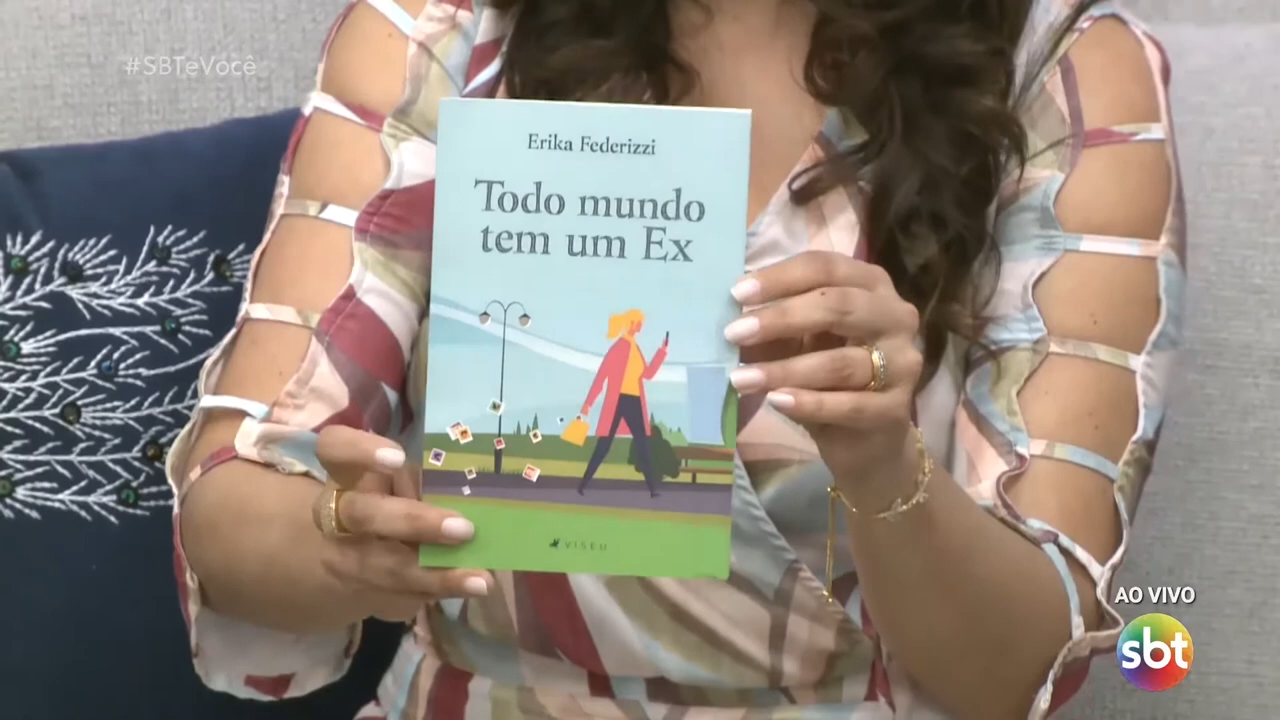 #SBTeVocê
Erika Federizzi
Todo mundo
tem um Ex
VISEU
AO VIVO
sbt